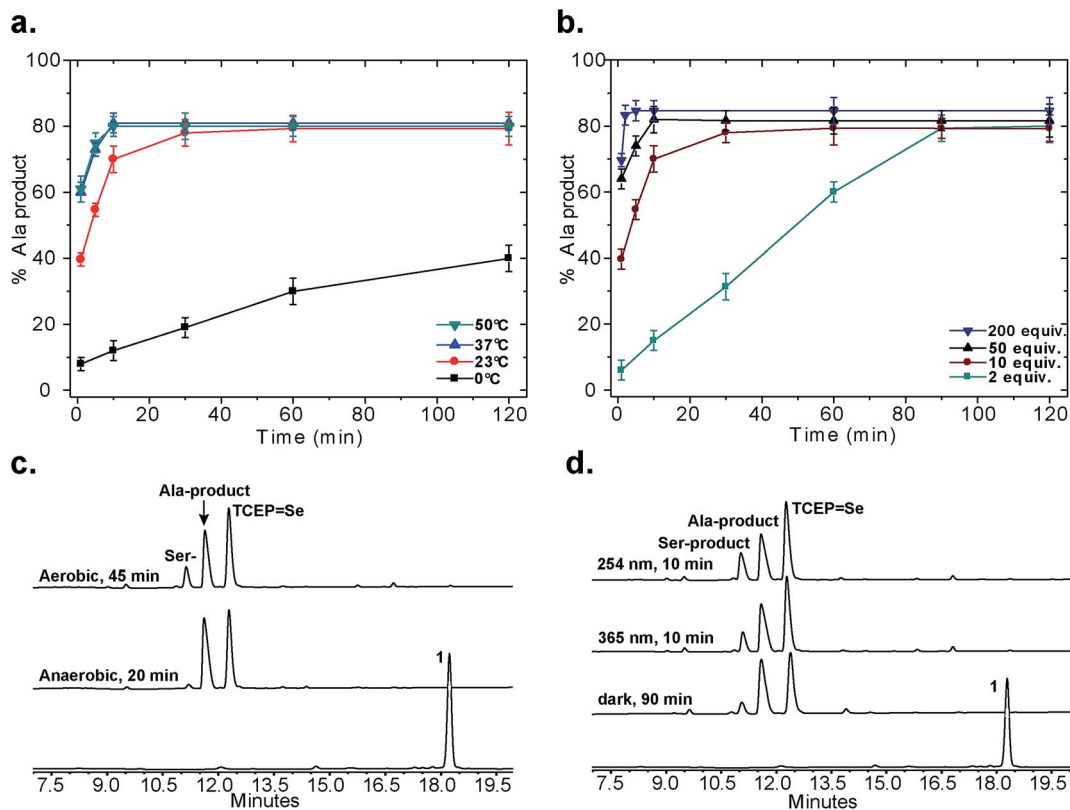 a.
100
80
60
40
20
0
% Ala product
0 20 40 60 80 100 120
Time (min)
50°C
37°C
23°C
0°C
b.
100
80
60
40
20
0
% Ala product
0 20 40 60 80 100 120
Time (min)
200 equiv.
50 equiv.
10 equiv.
2 equiv.
c.
Ala-product
TCEP=Se
Ser-
Aerobic, 45 min
Anaerobic, 20 min
1
7.5 9.0 10.5 12.0 13.5 15.0 16.5 18.0 19.5
Minutes
d.
TCEP=Se
Ala-product
Ser-product
254 nm, 10 min
365 nm, 10 min
dark, 90 min
1
7.5 9.0 10.5 12.0 13.5 15.0 16.5 18.0 19.5
Minutes